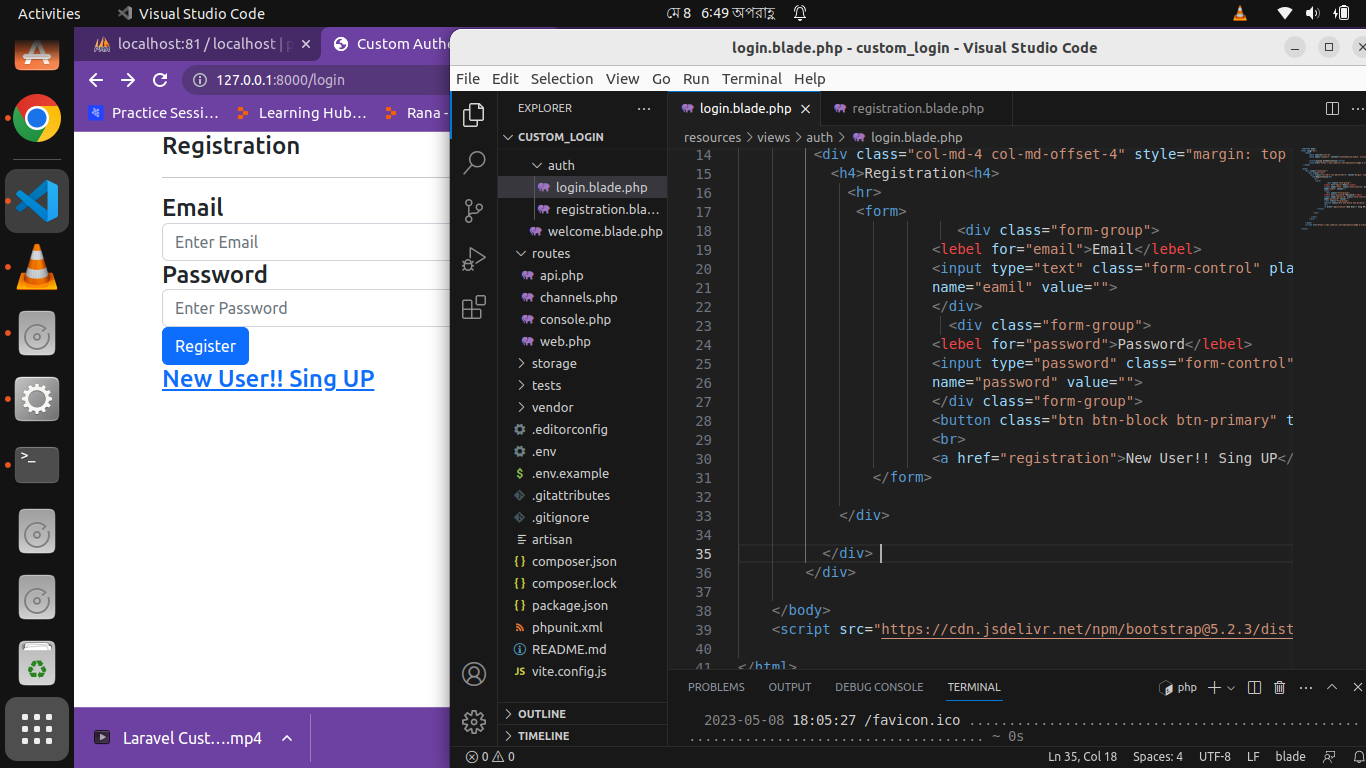 Activities
Visual Studio Code
মে 8 6:49 অপরাহ্ণ
localhost:81 / localhost | p
Custom Authe
127.0.0.1:8000/login
Practice Sessi…
Learning Hub…
Rana -
Registration
Email
Enter Email
Password
Enter Password
Register
New User!! Sing UP
Laravel Cust….mp4
login.blade.php - custom_login - Visual Studio Code
File Edit Selection View Go Run Terminal Help
EXPLORER
CUSTOM_LOGIN
auth
login.blade.php
registration.bla…
welcome.blade.php
routes
api.php
channels.php
console.php
web.php
storage
tests
vendor
.editorconfig
.env
.env.example
.gitattributes
.gitignore
artisan
composer.json
composer.lock
package.json
phpunit.xml
README.md
vite.config.js
OUTLINE
TIMELINE
login.blade.php
registration.blade.php
resources > views > auth > login.blade.php
14 <div class="col-md-4 col-md-offset-4" style="margin: top
15 <h4>Registration<h4>
16 <hr>
17 <form>
18 <div class="form-group">
19 <lebel for="email">Email</lebel>
20 <input type="text" class="form-control" pla
21 name="eamil" value="">
22 </div>
23 <div class="form-group">
24 <lebel for="password">Password</lebel>
25 <input type="password" class="form-control"
26 name="password" value="">
27 </div class="form-group">
28 <button class="btn btn-block btn-primary" t
29 <br>
30 <a href="registration">New User!! Sing UP</
31 </form>
32
33 </div>
34
35 </div>
36 </div>
37
38 </body>
39 <script src="https://cdn.jsdelivr.net/npm/bootstrap@5.2.3/dist
40
41 </html>
PROBLEMS OUTPUT DEBUG CONSOLE TERMINAL
php
2023-05-08 18:05:27 /favicon.ico ...............................................
................................... ~ 0s
0 0
Ln 35, Col 18 Spaces: 4 UTF-8 LF blade